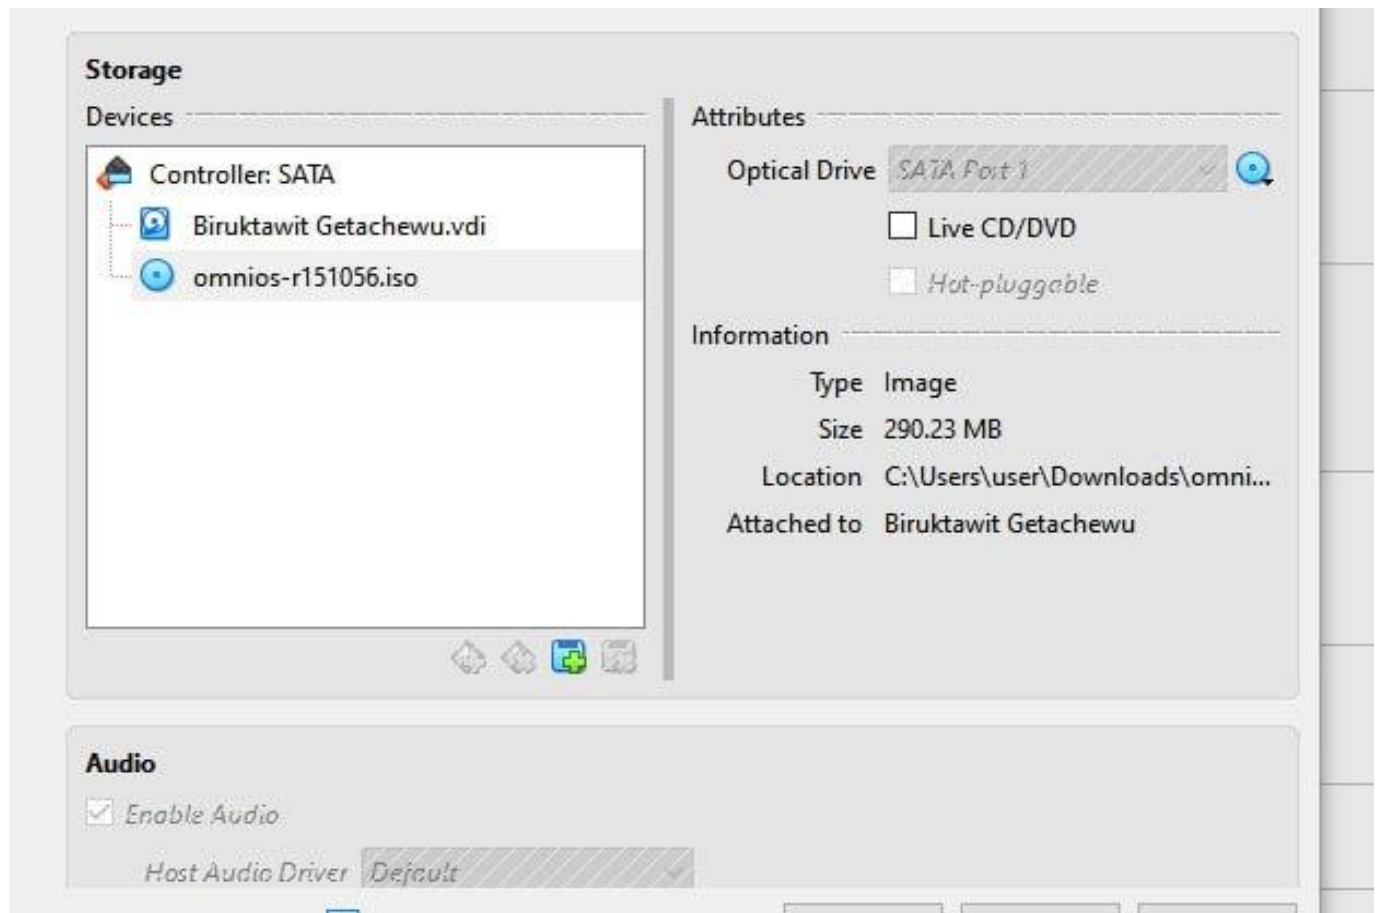 Storage
Devices
Controller: SATA
Biruktawit Getachewu.vdi
omnios-r151056.iso
Attributes
Optical Drive SATA Port 1
Live CD/DVD
Hot-pluggable
Information
Type Image
Size 290.23 MB
Location C:\Users\user\Downloads\omni...
Attached to Biruktawit Getachewu
Audio
Enable Audio
Host Audio Driver Default